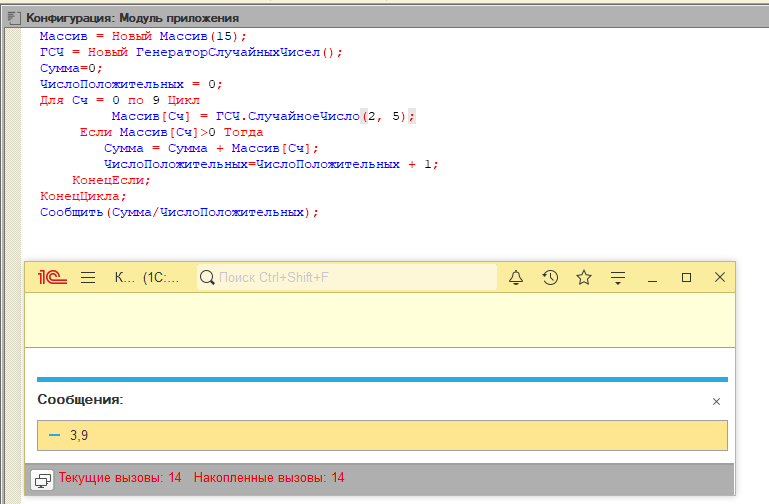 Конфигурация: Модуль приложения
Массив = Новый Массив(15);
ГСЧ = Новый ГенераторСлучайныхЧисел();
Сумма=0;
ЧислоПоложительных = 0;
Для Сч = 0 по 9 Цикл
Массив[Сч] = ГСЧ.СлучайноеЧисло(2, 5);
Если Массив[Сч]>0 Тогда
Сумма = Сумма + Массив[Сч];
ЧислоПоложительных=ЧислоПоложительных + 1;
КонецЕсли;
КонецЦикла;
Сообщить(Сумма/ЧислоПоложительных);
1С К... (1С:... Поиск Ctrl+Shift+F
Сообщения:
3,9
Текущие вызовы: 14 Накопленные вызовы: 14